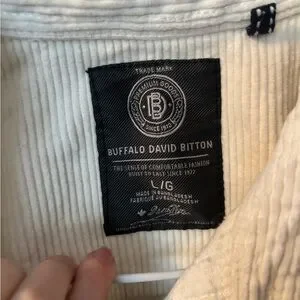 TRADE MARK
PREMIUM GOODS
B
SINCE 1972
BUFFALO DAVID BITTON
THE SENSE OF COMFORTABLE FASHION
BUILT TO LAST SINCE 1972
L/G
MADE IN BANGLADESH
FABRIQUÉ AU BANGLADESH